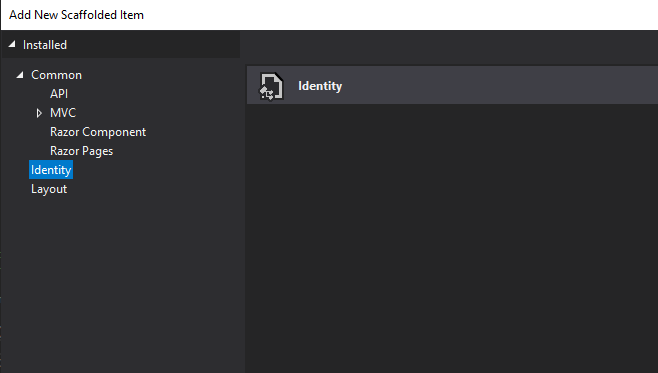 Add New Scaffolded Item
Installed
Common
API
MVC
Razor Component
Razor Pages
Identity
Layout
Identity